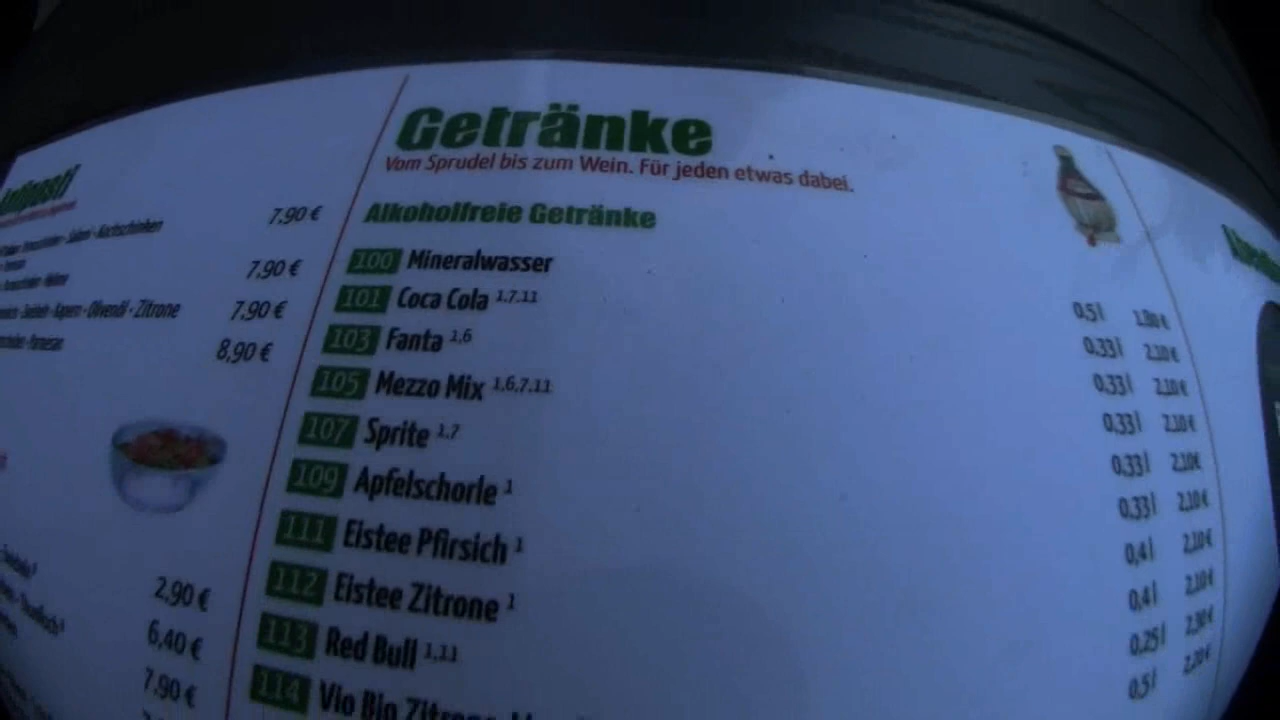 7,90 €
7,90 €
Kapern · Olivenöl · Zitrone 7,90 €
8,90 €
2,90 €
6,40 €
7,90 €
Getränke
Vom Sprudel bis zum Wein. Für jeden etwas dabei.
Alkoholfreie Getränke
100 Mineralwasser 0,5 l
101 Coca Cola 1,7,11 0,33 l 2,10 €
103 Fanta 1,6 0,33 l 2,10 €
105 Mezzo Mix 1,6,7,11 0,33 l 2,10 €
107 Sprite 1,7 0,33 l 2,10 €
109 Apfelschorle 1 0,33 l 2,10 €
111 Eistee Pfirsich 1 0,4 l 2,10 €
112 Eistee Zitrone 1 0,4 l 2,10 €
113 Red Bull 1,11 0,25 l 2,30 €
114 Vio Bio 0,5 l 2,20 €